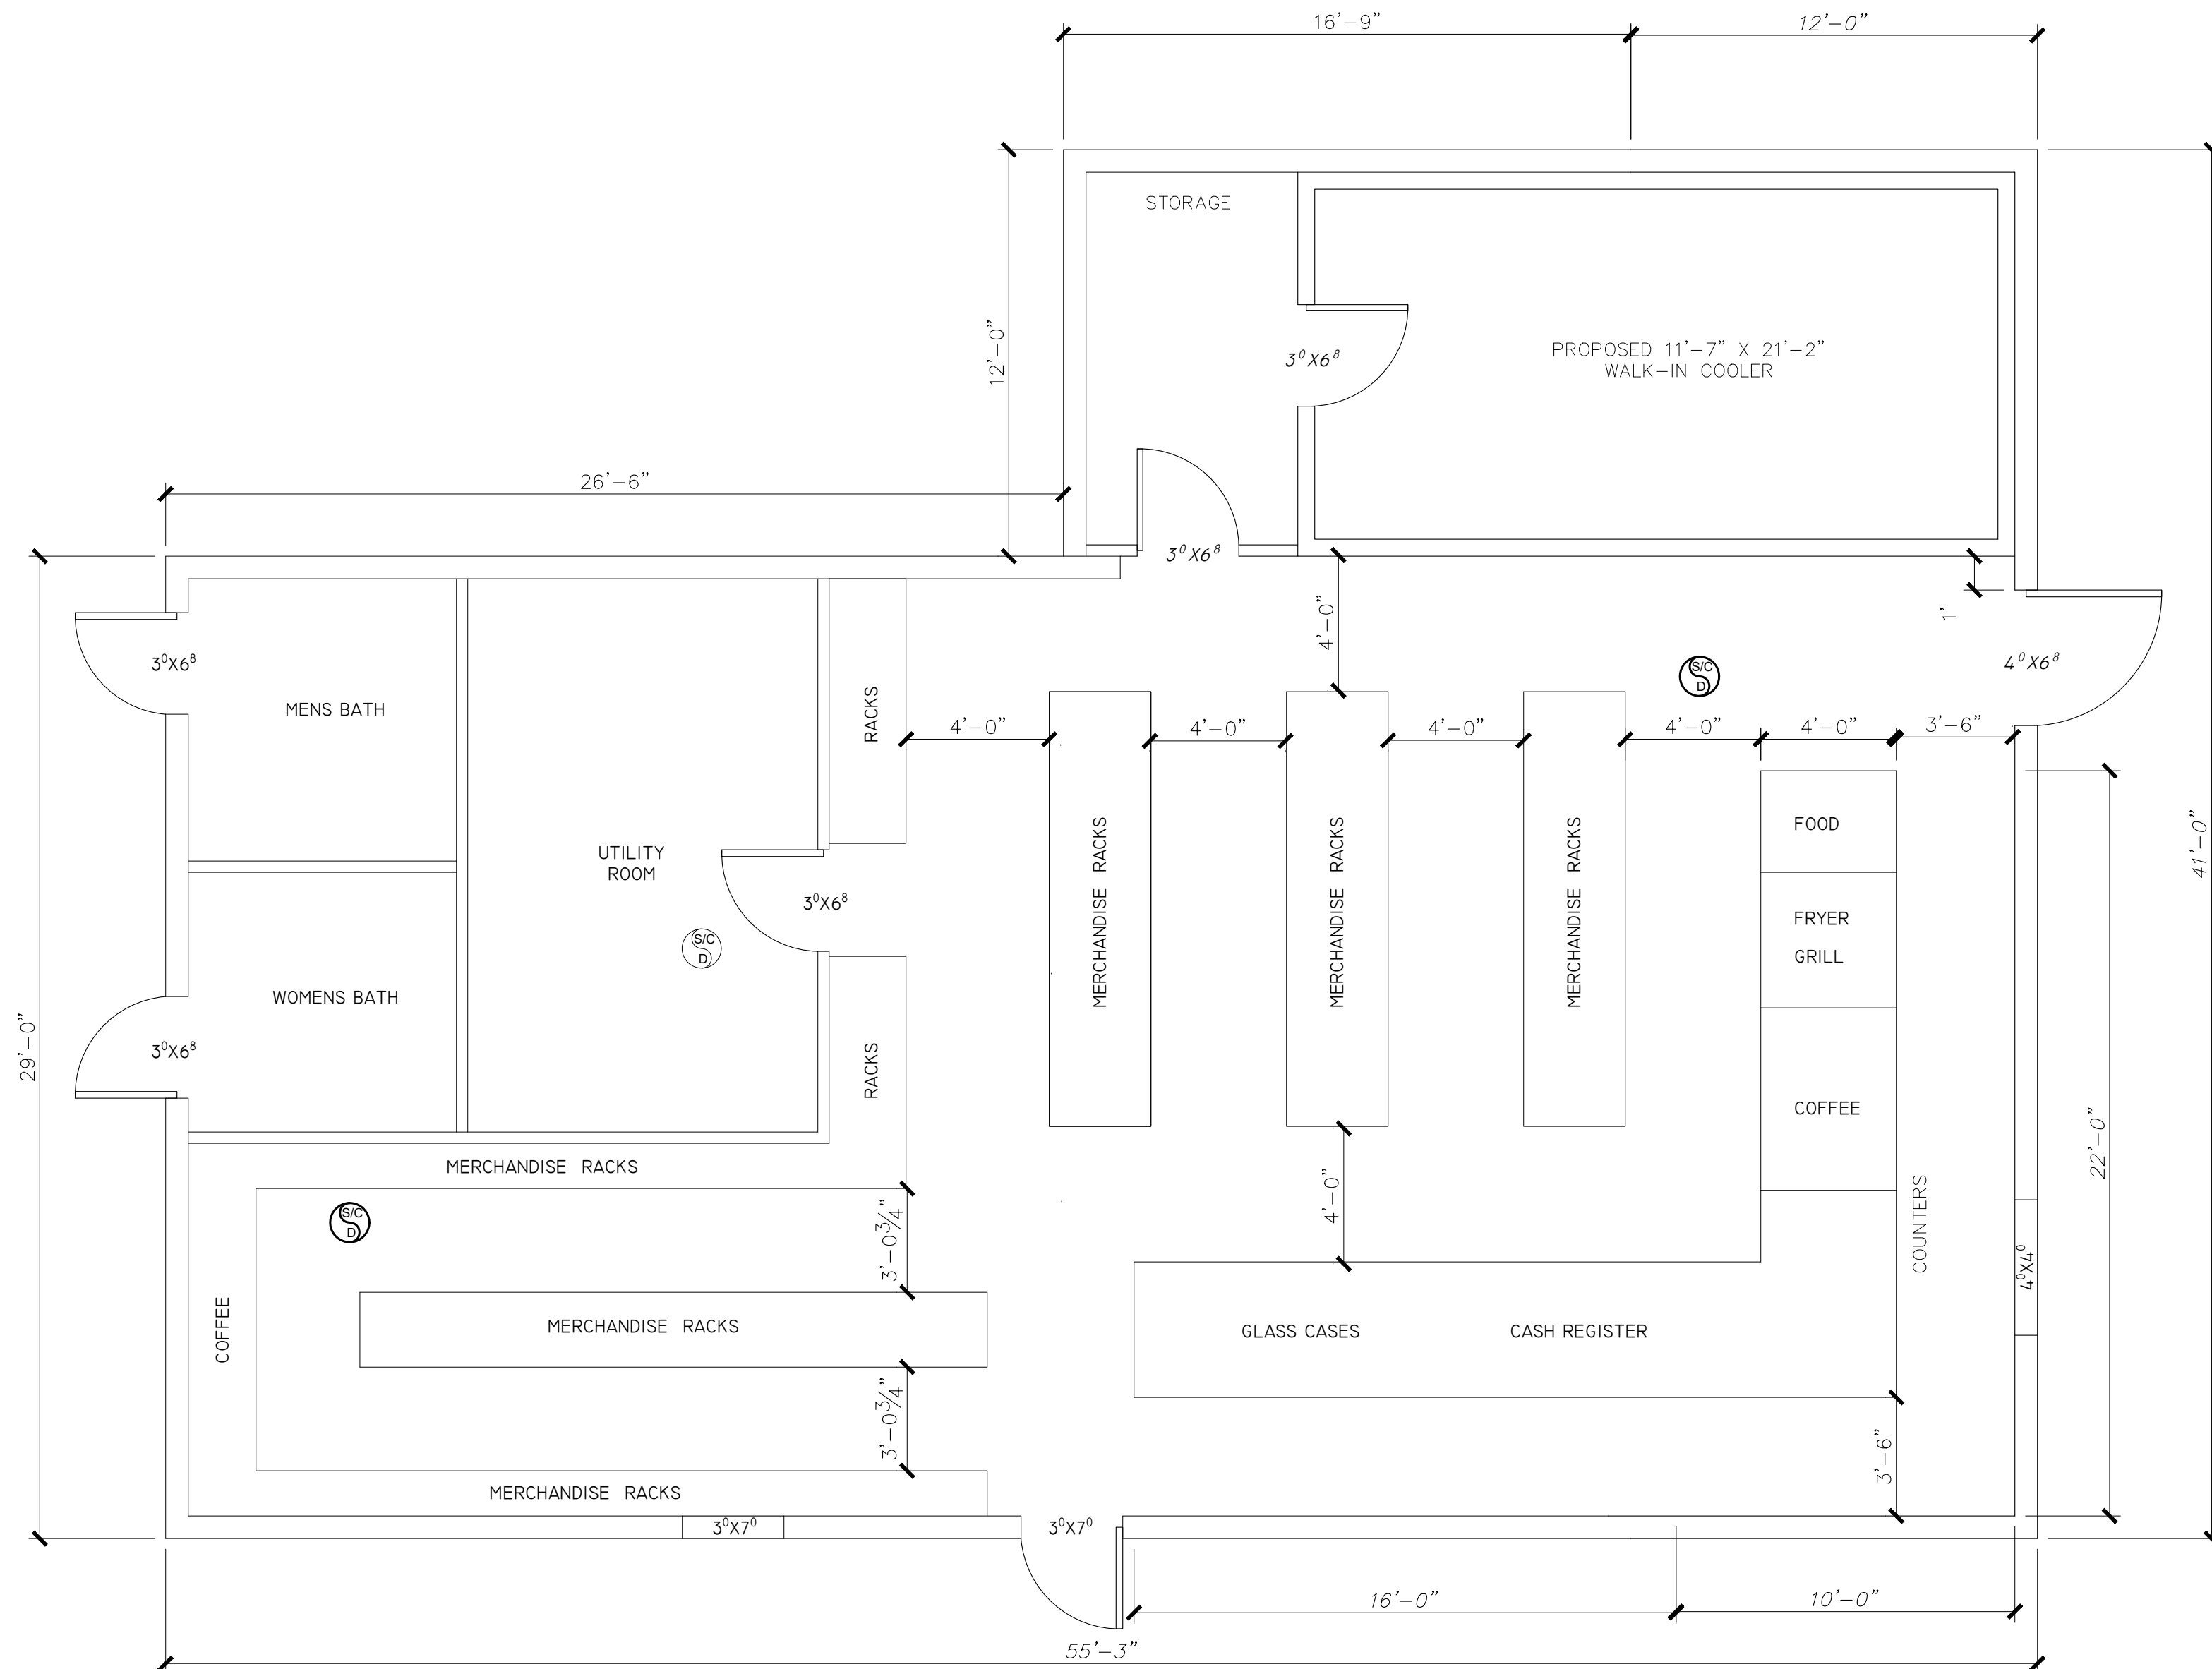 16'-9"
12'-0"
STORAGE
12'-0"
3⁰X6⁸
PROPOSED 11'-7" X 21'-2"
WALK-IN COOLER
26'-6"
3⁰X6⁸
4'-0"
1'
3⁰X6⁸
MENS BATH
RACKS
S/C
D
4⁰X6⁸
4'-0"
4'-0"
4'-0"
4'-0"
4'-0"
3'-6"
41'-0"
UTILITY
ROOM
3⁰X6⁸
MERCHANDISE RACKS
MERCHANDISE RACKS
MERCHANDISE RACKS
FOOD
FRYER
GRILL
S/C
D
WOMENS BATH
29'-0"
3⁰X6⁸
RACKS
COFFEE
22'-0"
MERCHANDISE RACKS
S/C
D
3'-0¾"
4'-0"
COUNTERS
4⁰X4⁰
COFFEE
MERCHANDISE RACKS
GLASS CASES
CASH REGISTER
3'-0¾"
3'-6"
MERCHANDISE RACKS
3⁰X7⁰
3⁰X7⁰
16'-0"
10'-0"
55'-3"